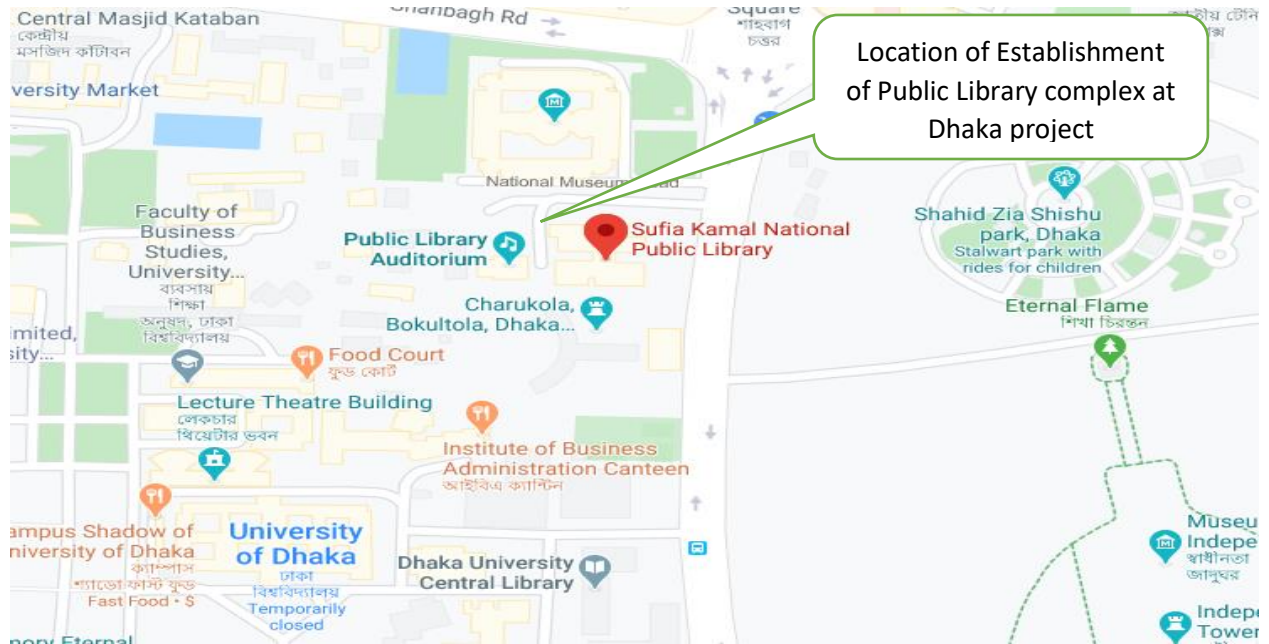 Central Masjid Kataban
কেন্দ্রীয়
মসজিদ কাঁটাবন
Shahbagh Rd
Square
শাহবাগ
চত্তর
Location of Establishment
of Public Library complex at
Dhaka project
versity Market
National Museum
Faculty of
Business
Studies,
University...
ব্যবসায়
শিক্ষা
অনুষদ, ঢাকা
বিশ্ববিদ্যালয়
Public Library
Auditorium
Sufia Kamal National
Public Library
Shahid Zia Shishu
park, Dhaka
Stalwart park with
rides for children
Charukola,
Bokultola, Dhaka...
Eternal Flame
শিখা চিরন্তন
imited,
sity...
Food Court
ফুড কোর্ট
Lecture Theatre Building
লেকচার
থিয়েটার ভবন
Institute of Business
Administration Canteen
আইবিএ ক্যান্টিন
ampus Shadow of
niversity of Dhaka
ক্যাম্পাস
শ্যাডো ফাস্ট ফুড
Fast Food • $
University
of Dhaka
ঢাকা
বিশ্ববিদ্যালয়
Temporarily
closed
Dhaka University
Central Library
Museu
Indepe
স্বাধীনতা
জাদুঘর
Indepe
Tower
mory Eternal